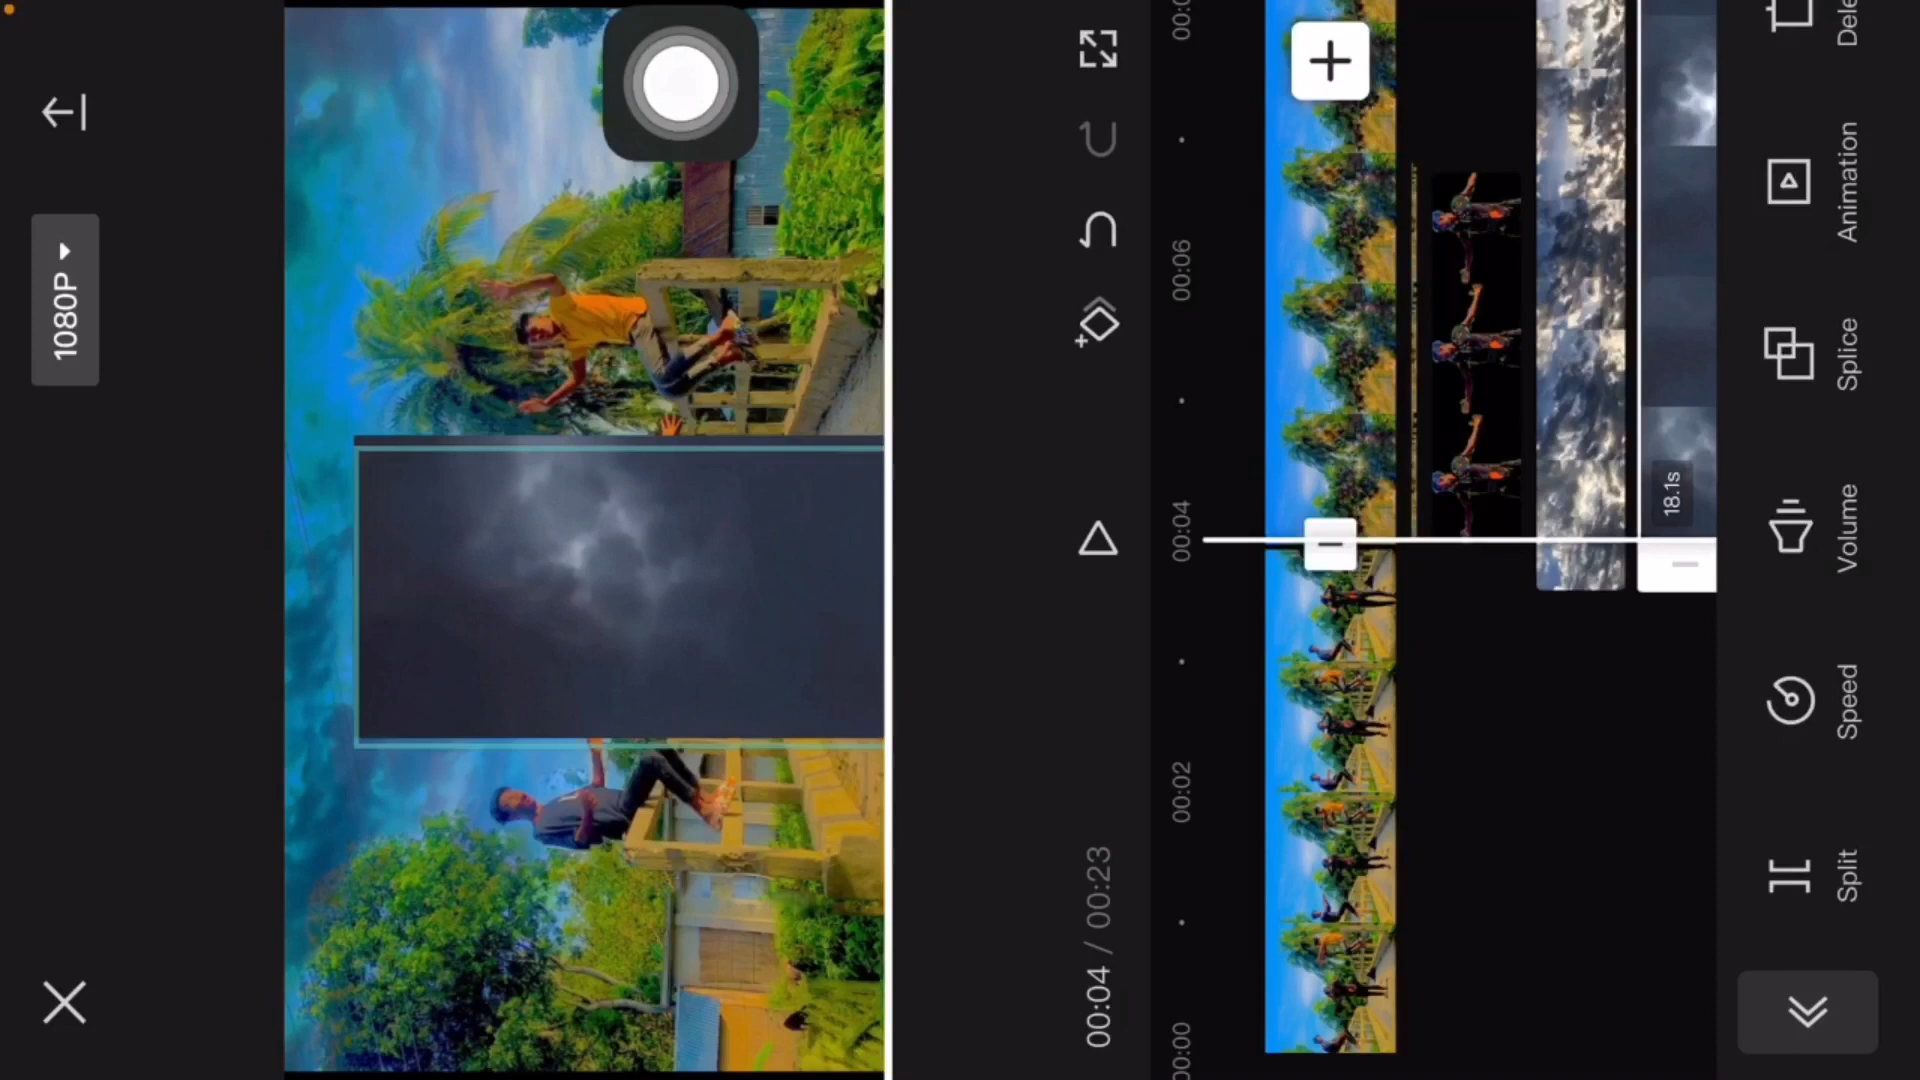 1080P
00:04 / 00:23
00:00
00:02
00:04
00:06
18.1s
Split
Speed
Volume
Splice
Animation